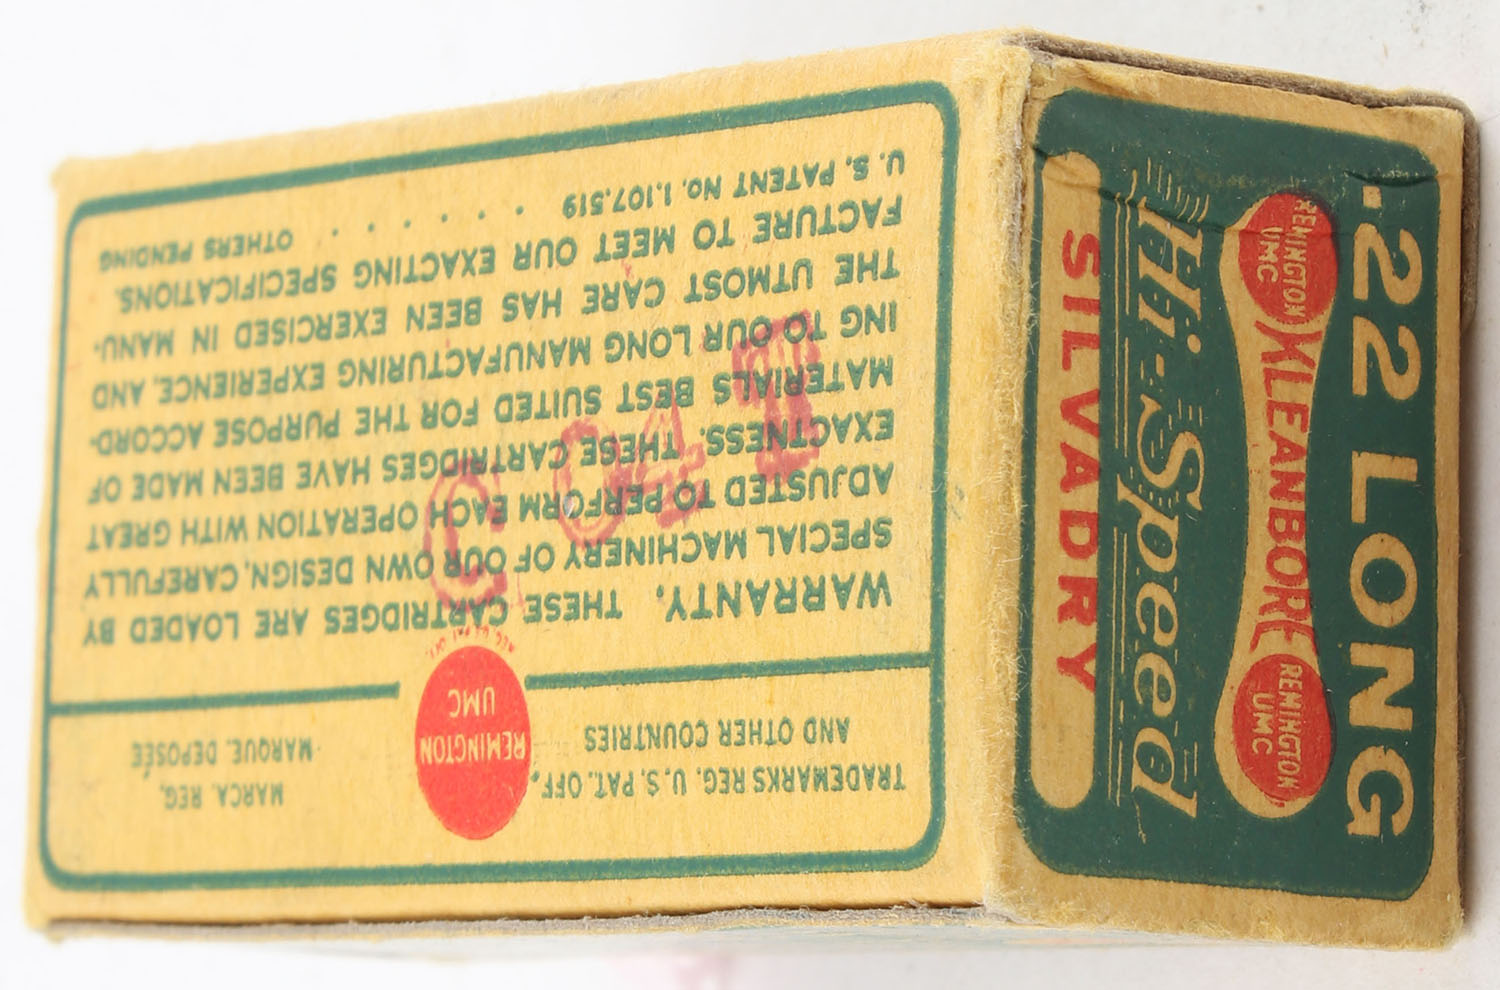 TRADEMARKS REG. U.S. PAT. OFF.
AND OTHER COUNTRIES
REMINGTON
UMC
REG. U.S. PAT. OFF.
MARCA. REG.
MARQUE. DEPOSÉE
WARRANTY. THESE CARTRIDGES ARE LOADED BY
SPECIAL MACHINERY OF OUR OWN DESIGN, CAREFULLY
ADJUSTED TO PERFORM EACH OPERATION WITH GREAT
EXACTNESS. THESE CARTRIDGES HAVE BEEN MADE OF
MATERIALS BEST SUITED FOR THE PURPOSE ACCORD-
ING TO OUR LONG MANUFACTURING EXPERIENCE, AND
THE UTMOST CARE HAS BEEN EXERCISED IN MANU-
FACTURE TO MEET OUR EXACTING SPECIFICATIONS.
U. S. PATENT No. 1,107,519 . . . . . . OTHERS PENDING
.22 LONG
REMINGTON
UMC
KLEANBORE
REMINGTON
UMC
Hi-Speed
SILVADRY